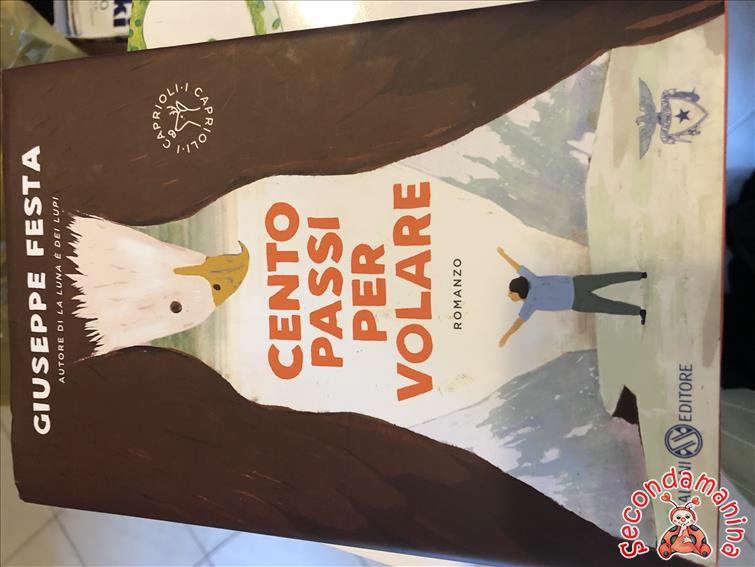 GIUSEPPE FESTA
AUTORE DI LA LUNA È DEI LUPI
I CAPRIOLI · I CAPRIOLI ·
CENTO
PASSI
PER
VOLARE
ROMANZO
EDITORE
Secondamanina